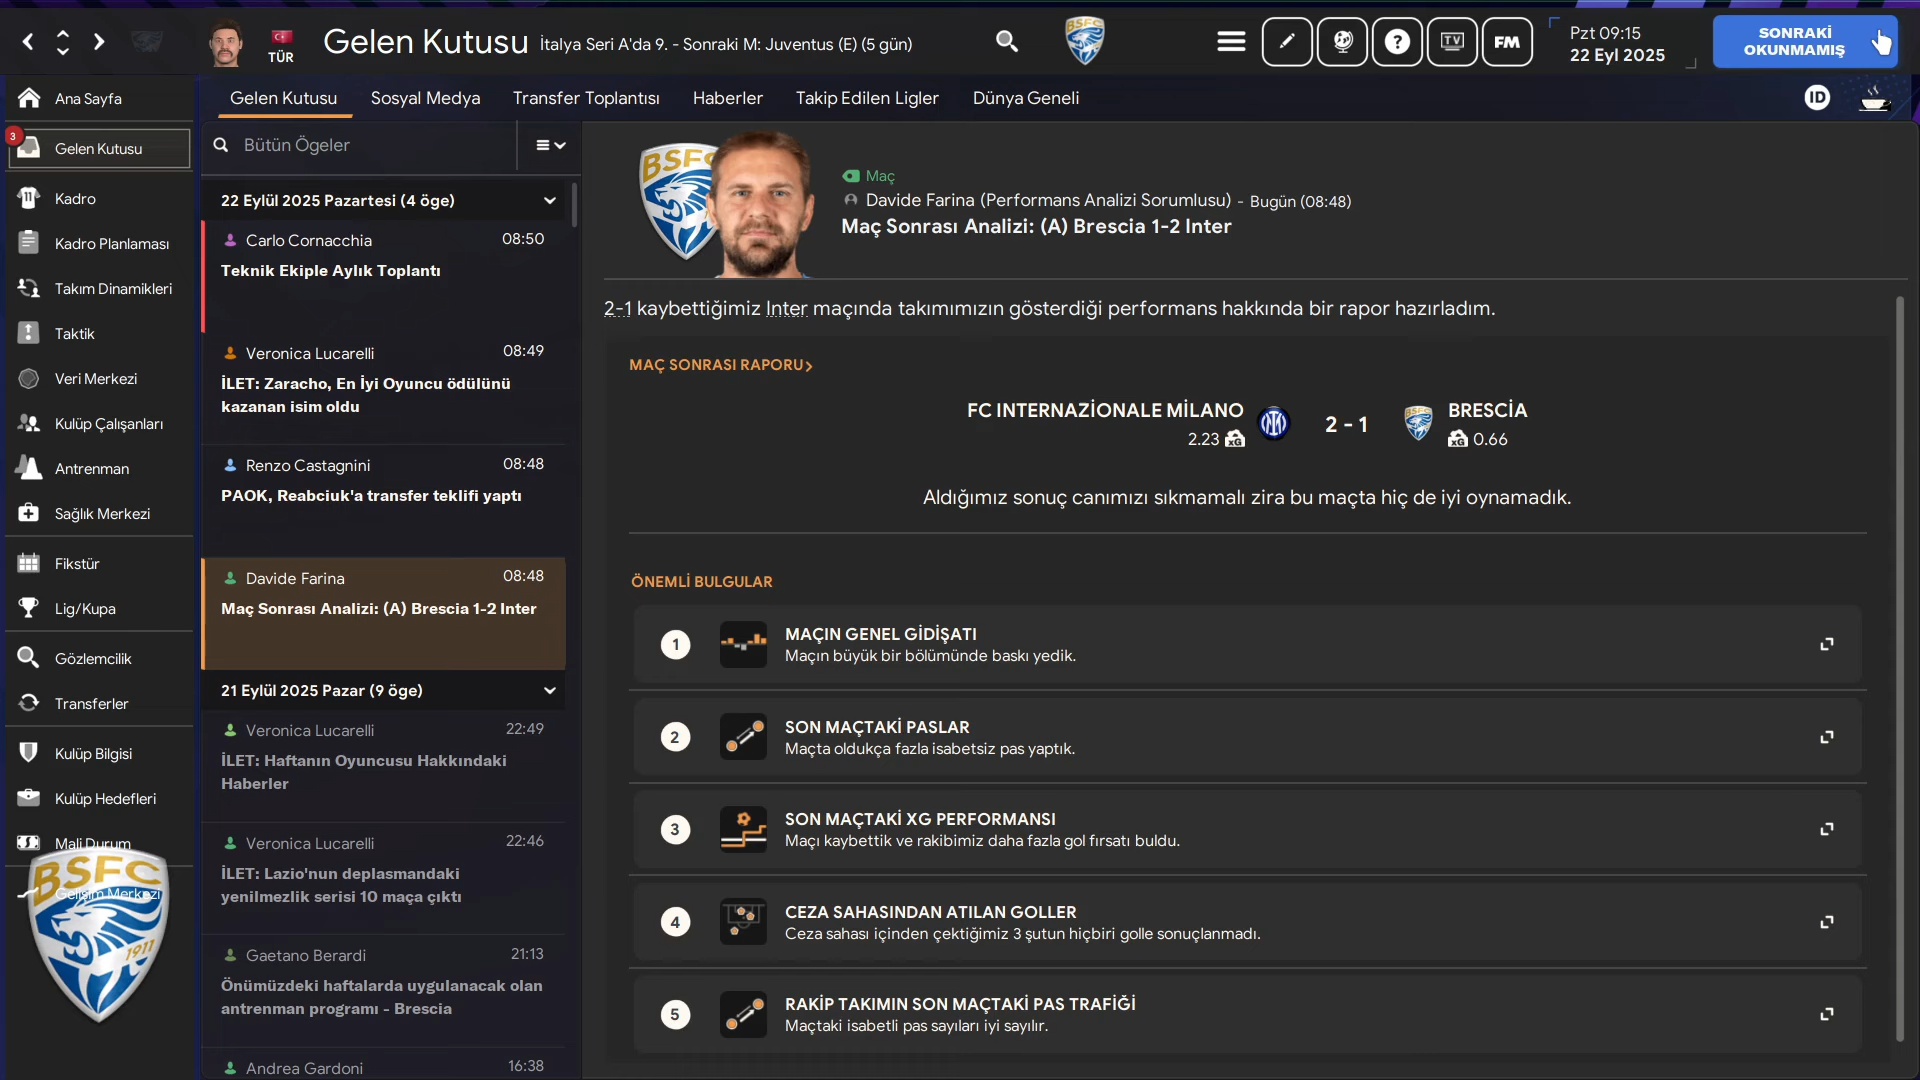 TÜR
Gelen Kutusu
İtalya Seri A'da 9. - Sonraki M: Juventus (E) (5 gün)
?
TV
FM
Pzt 09:15
22 Eyl 2025
SONRAKİ
OKUNMAMIŞ
Ana Sayfa
3
Gelen Kutusu
Kadro
Kadro Planlaması
Takım Dinamikleri
Taktik
Veri Merkezi
Kulüp Çalışanları
Antrenman
Sağlık Merkezi
Fikstür
Lig/Kupa
Gözlemcilik
Transferler
Kulüp Bilgisi
Kulüp Hedefleri
Mali Durum
Gelişim Merkezi
BSFC
1911
Gelen Kutusu
Sosyal Medya
Transfer Toplantısı
Haberler
Takip Edilen Ligler
Dünya Geneli
ID
Bütün Ögeler
22 Eylül 2025 Pazartesi (4 öge)
Carlo Cornacchia 08:50
Teknik Ekiple Aylık Toplantı
Veronica Lucarelli 08:49
İLET: Zaracho, En İyi Oyuncu ödülünü
kazanan isim oldu
Renzo Castagnini 08:48
PAOK, Reabciuk'a transfer teklifi yaptı
Davide Farina 08:48
Maç Sonrası Analizi: (A) Brescia 1-2 Inter
21 Eylül 2025 Pazar (9 öge)
Veronica Lucarelli 22:49
İLET: Haftanın Oyuncusu Hakkındaki
Haberler
Veronica Lucarelli 22:46
İLET: Lazio'nun deplasmandaki
yenilmezlik serisi 10 maça çıktı
Gaetano Berardi 21:13
Önümüzdeki haftalarda uygulanacak olan
antrenman programı - Brescia
Andrea Gardoni 16:38
BSFC
Maç
Davide Farina (Performans Analizi Sorumlusu) - Bugün (08:48)
Maç Sonrası Analizi: (A) Brescia 1-2 Inter
2-1 kaybettiğimiz Inter maçında takımımızın gösterdiği performans hakkında bir rapor hazırladım.
MAÇ SONRASI RAPORU
FC INTERNAZİONALE MİLANO 2 - 1 BRESCİA
2.23 xG xG 0.66
Aldığımız sonuç canımızı sıkmamalı zira bu maçta hiç de iyi oynamadık.
ÖNEMLİ BULGULAR
1 MAÇIN GENEL GİDİŞATI
Maçın büyük bir bölümünde baskı yedik.
2 SON MAÇTAKİ PASLAR
Maçta oldukça fazla isabetsiz pas yaptık.
3 SON MAÇTAKİ XG PERFORMANSI
Maçı kaybettik ve rakibimiz daha fazla gol fırsatı buldu.
4 CEZA SAHASINDAN ATILAN GOLLER
Ceza sahası içinden çektiğimiz 3 şutun hiçbiri golle sonuçlanmadı.
5 RAKİP TAKIMIN SON MAÇTAKİ PAS TRAFİĞİ
Maçtaki isabetli pas sayıları iyi sayılır.